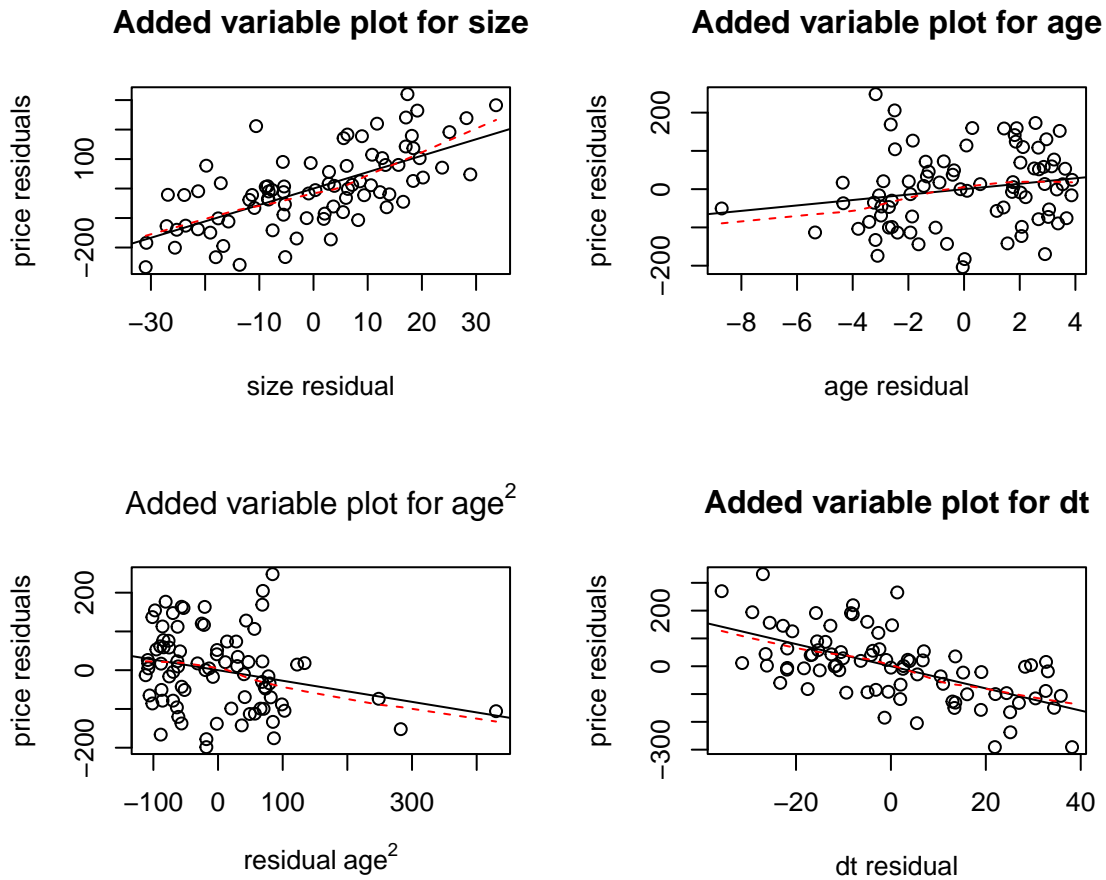 Added variable plot for size
price residuals
100
−200
−30
−10
0
10
20
30
size residual
Added variable plot for age
price residuals
200
0
−200
−8
−6
−4
−2
0
2
4
age residual
Added variable plot for age²
price residuals
200
0
−200
−100
0
100
300
residual age²
Added variable plot for dt
price residuals
200
0
−300
−20
0
20
40
dt residual